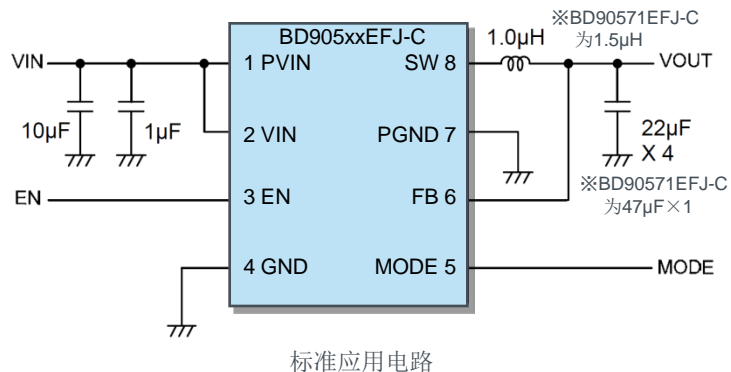 BD905xxEFJ-C
1.0μH
※BD90571EFJ-C
为1.5μH
VIN
1 PVIN
SW 8
VOUT
10μF
1μF
2 VIN
PGND 7
22μF
X 4
※BD90571EFJ-C
为47μF×1
EN
3 EN
FB 6
4 GND
MODE 5
MODE
标准应用电路